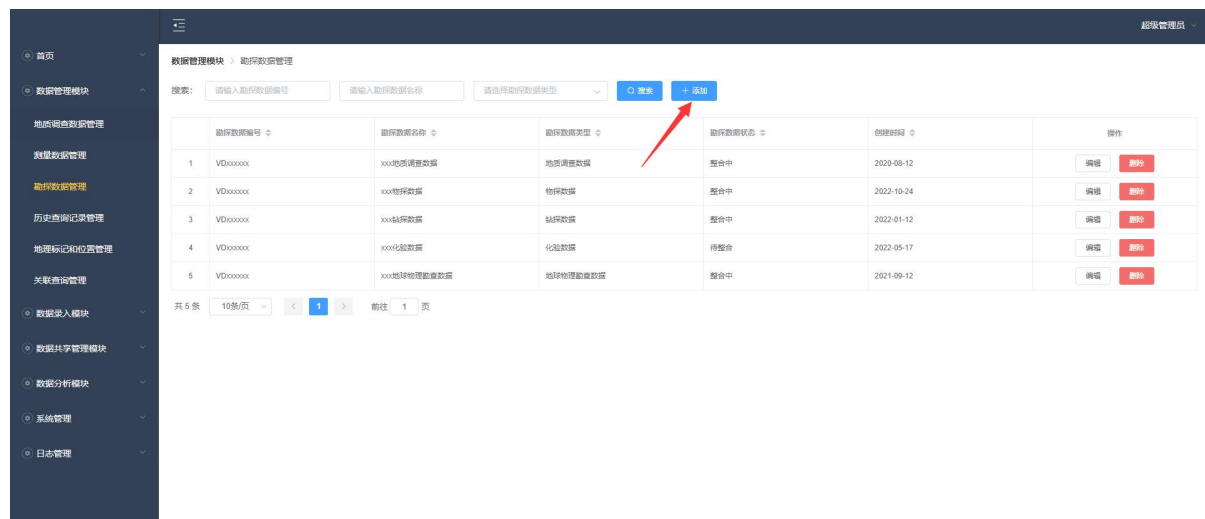 超级管理员
首页
数据管理模块
地质调查数据管理
测量数据管理
勘探数据管理
历史查询记录管理
地理标记和位置管理
关联查询管理
数据录入模块
数据共享管理模块
数据分析模块
系统管理
日志管理
数据管理模块 > 勘探数据管理
搜索: 请输入勘探数据编号 请输入勘探数据名称 请选择勘探数据类型 搜索 + 添加
勘探数据编号 勘探数据名称 勘探数据类型 勘探数据状态 创建时间 操作
1 VDxxxxxx xxx地质调查数据 地质调查数据 整合中 2020-08-12 编辑 删除
2 VDxxxxxx xxx物探数据 物探数据 整合中 2022-10-24 编辑 删除
3 VDxxxxxx xxx钻探数据 钻探数据 整合中 2022-01-12 编辑 删除
4 VDxxxxxx xxx化验数据 化验数据 待整合 2022-05-17 编辑 删除
5 VDxxxxxx xxx地球物理勘查数据 地球物理勘查数据 整合中 2021-09-12 编辑 删除
共 5 条 10条/页 < 1 > 前往 1 页